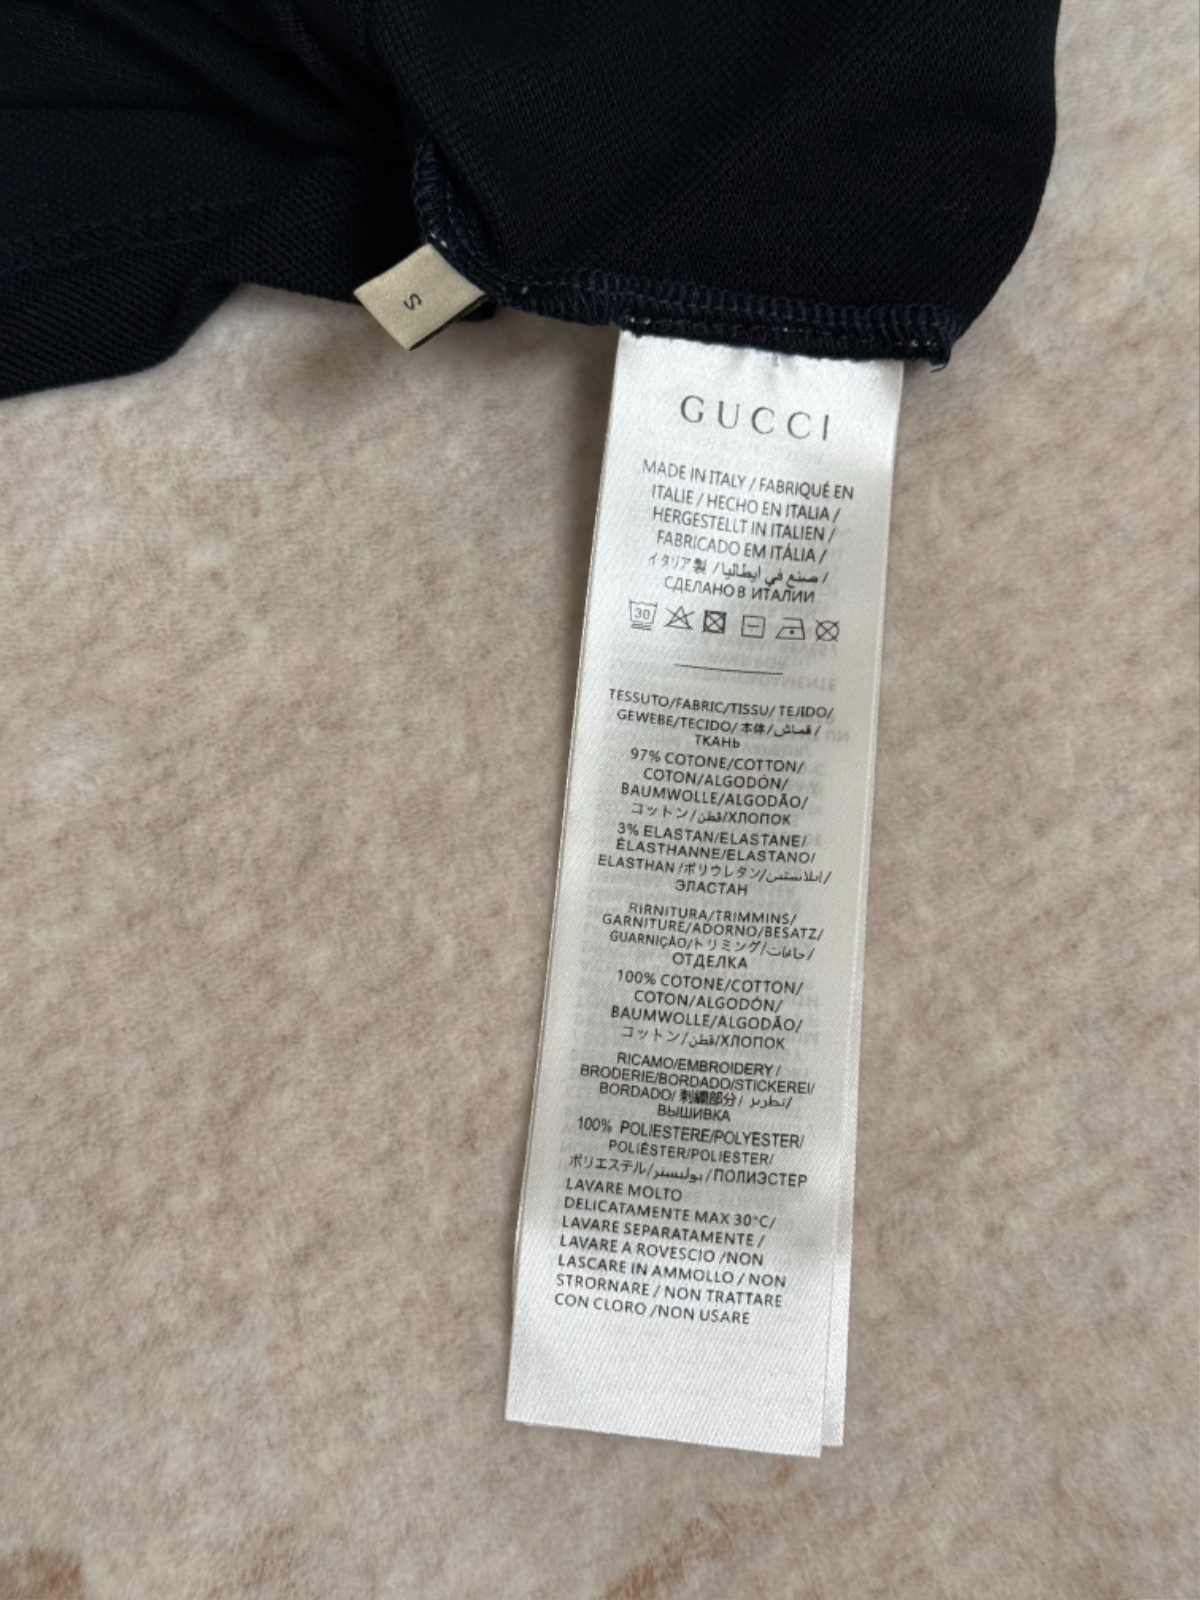 S
GUCCI
MADE IN ITALY / FABRIQUÉ EN
ITALIE / HECHO EN ITALIA /
HERGESTELLT IN ITALIEN /
FABRICADO EM ITÁLIA /
イタリア製 / صنع في ايطاليا /
СДЕЛАНО В ИТАЛИИ
30
TESSUTO/FABRIC/TISSU/ TEJIDO/
GEWEBE/TECIDO/ 本体/قماش/
ТКАНЬ
97% COTONE/COTTON/
COTON/ALGODÓN/
BAUMWOLLE/ALGODÃO/
コットン/قطن/ХЛОПОК
3% ELASTAN/ELASTANE/
ÉLASTHANNE/ELASTANO/
ELASTHAN /ポリウレタン/ايلاستين/
ЭЛАСТАН
RIRNITURA/TRIMMINS/
GARNITURE/ADORNO/BESATZ/
GUARNIÇÃO/トリミング/حافات/
ОТДЕЛКА
100% COTONE/COTTON/
COTON/ALGODÓN/
BAUMWOLLE/ALGODÃO/
コットン/قطن/ХЛОПОК
RICAMO/EMBROIDERY /
BRODERIE/BORDADO/STICKEREI/
BORDADO/ 刺繍部分/ تطريز/
ВЫШИВКА
100% POLIESTERE/POLYESTER/
POLIÉSTER/POLIESTER/
ポリエステル/بوليستر/ПОЛИЭСТЕР
LAVARE MOLTO
DELICATAMENTE MAX 30°C/
LAVARE SEPARATAMENTE /
LAVARE A ROVESCIO /NON
LASCARE IN AMMOLLO / NON
STRORNARE / NON TRATTARE
CON CLORO /NON USARE